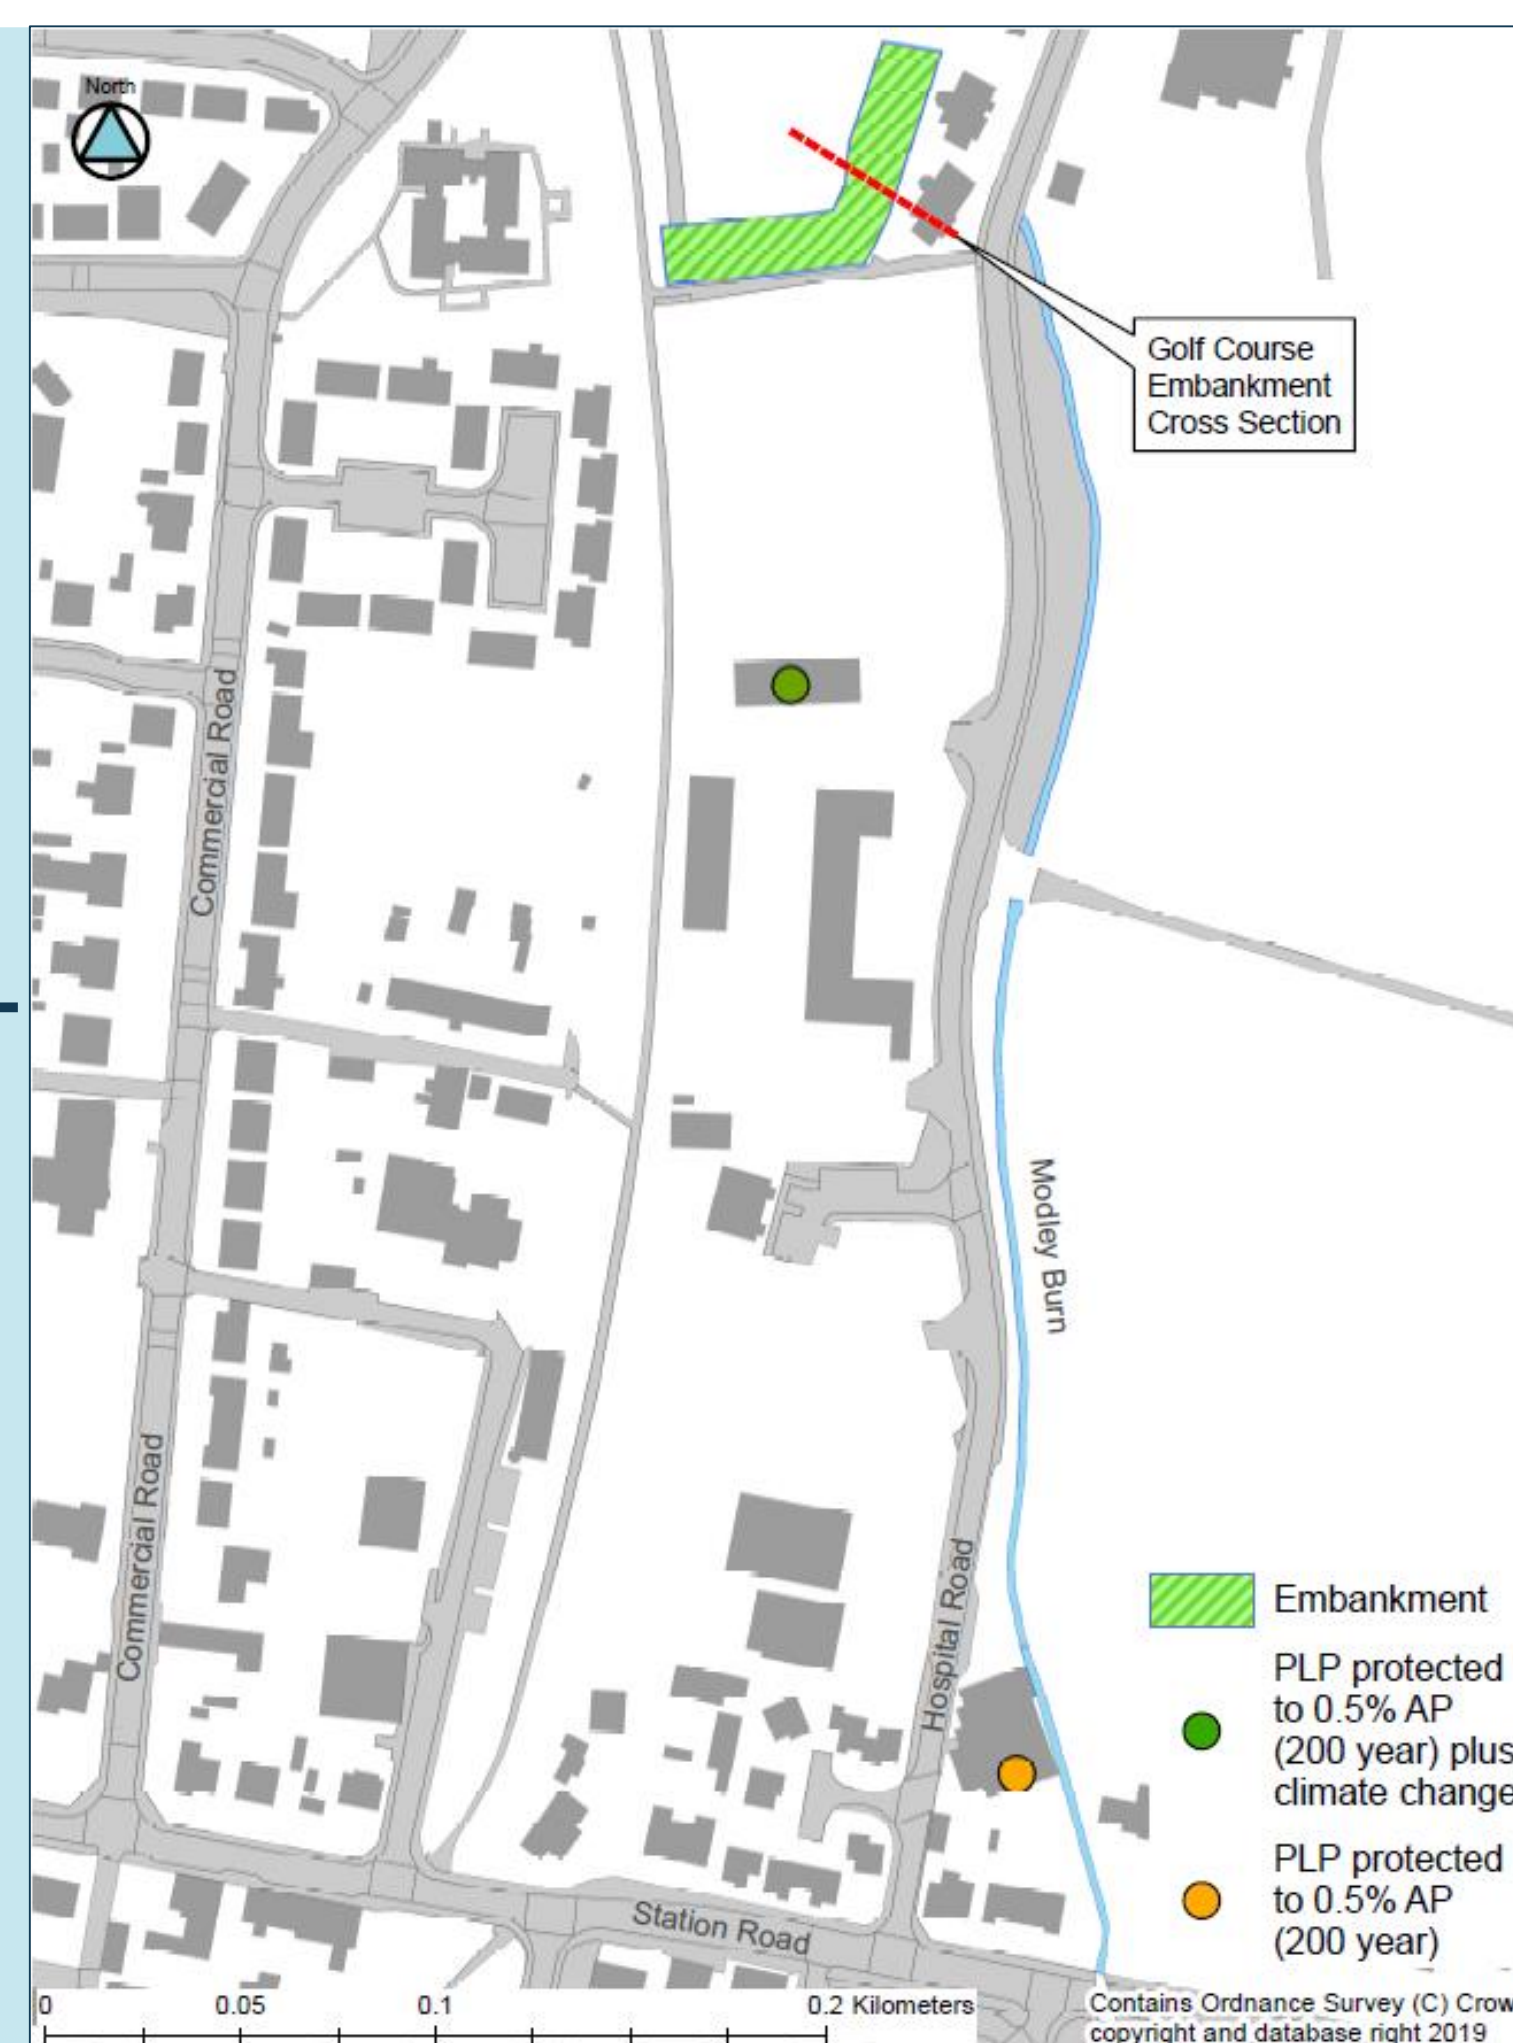 North
Golf Course
Embankment
Cross Section
Commercial Road
Modley Burn
Commercial Road
Hospital Road
Embankment
PLP protected
to 0.5% AP
(200 year) plus
climate change
PLP protected
to 0.5% AP
(200 year)
Station Road
0 0.05 0.1 0.2 Kilometers
Contains Ordnance Survey (C) Crow
copyright and database right 2019